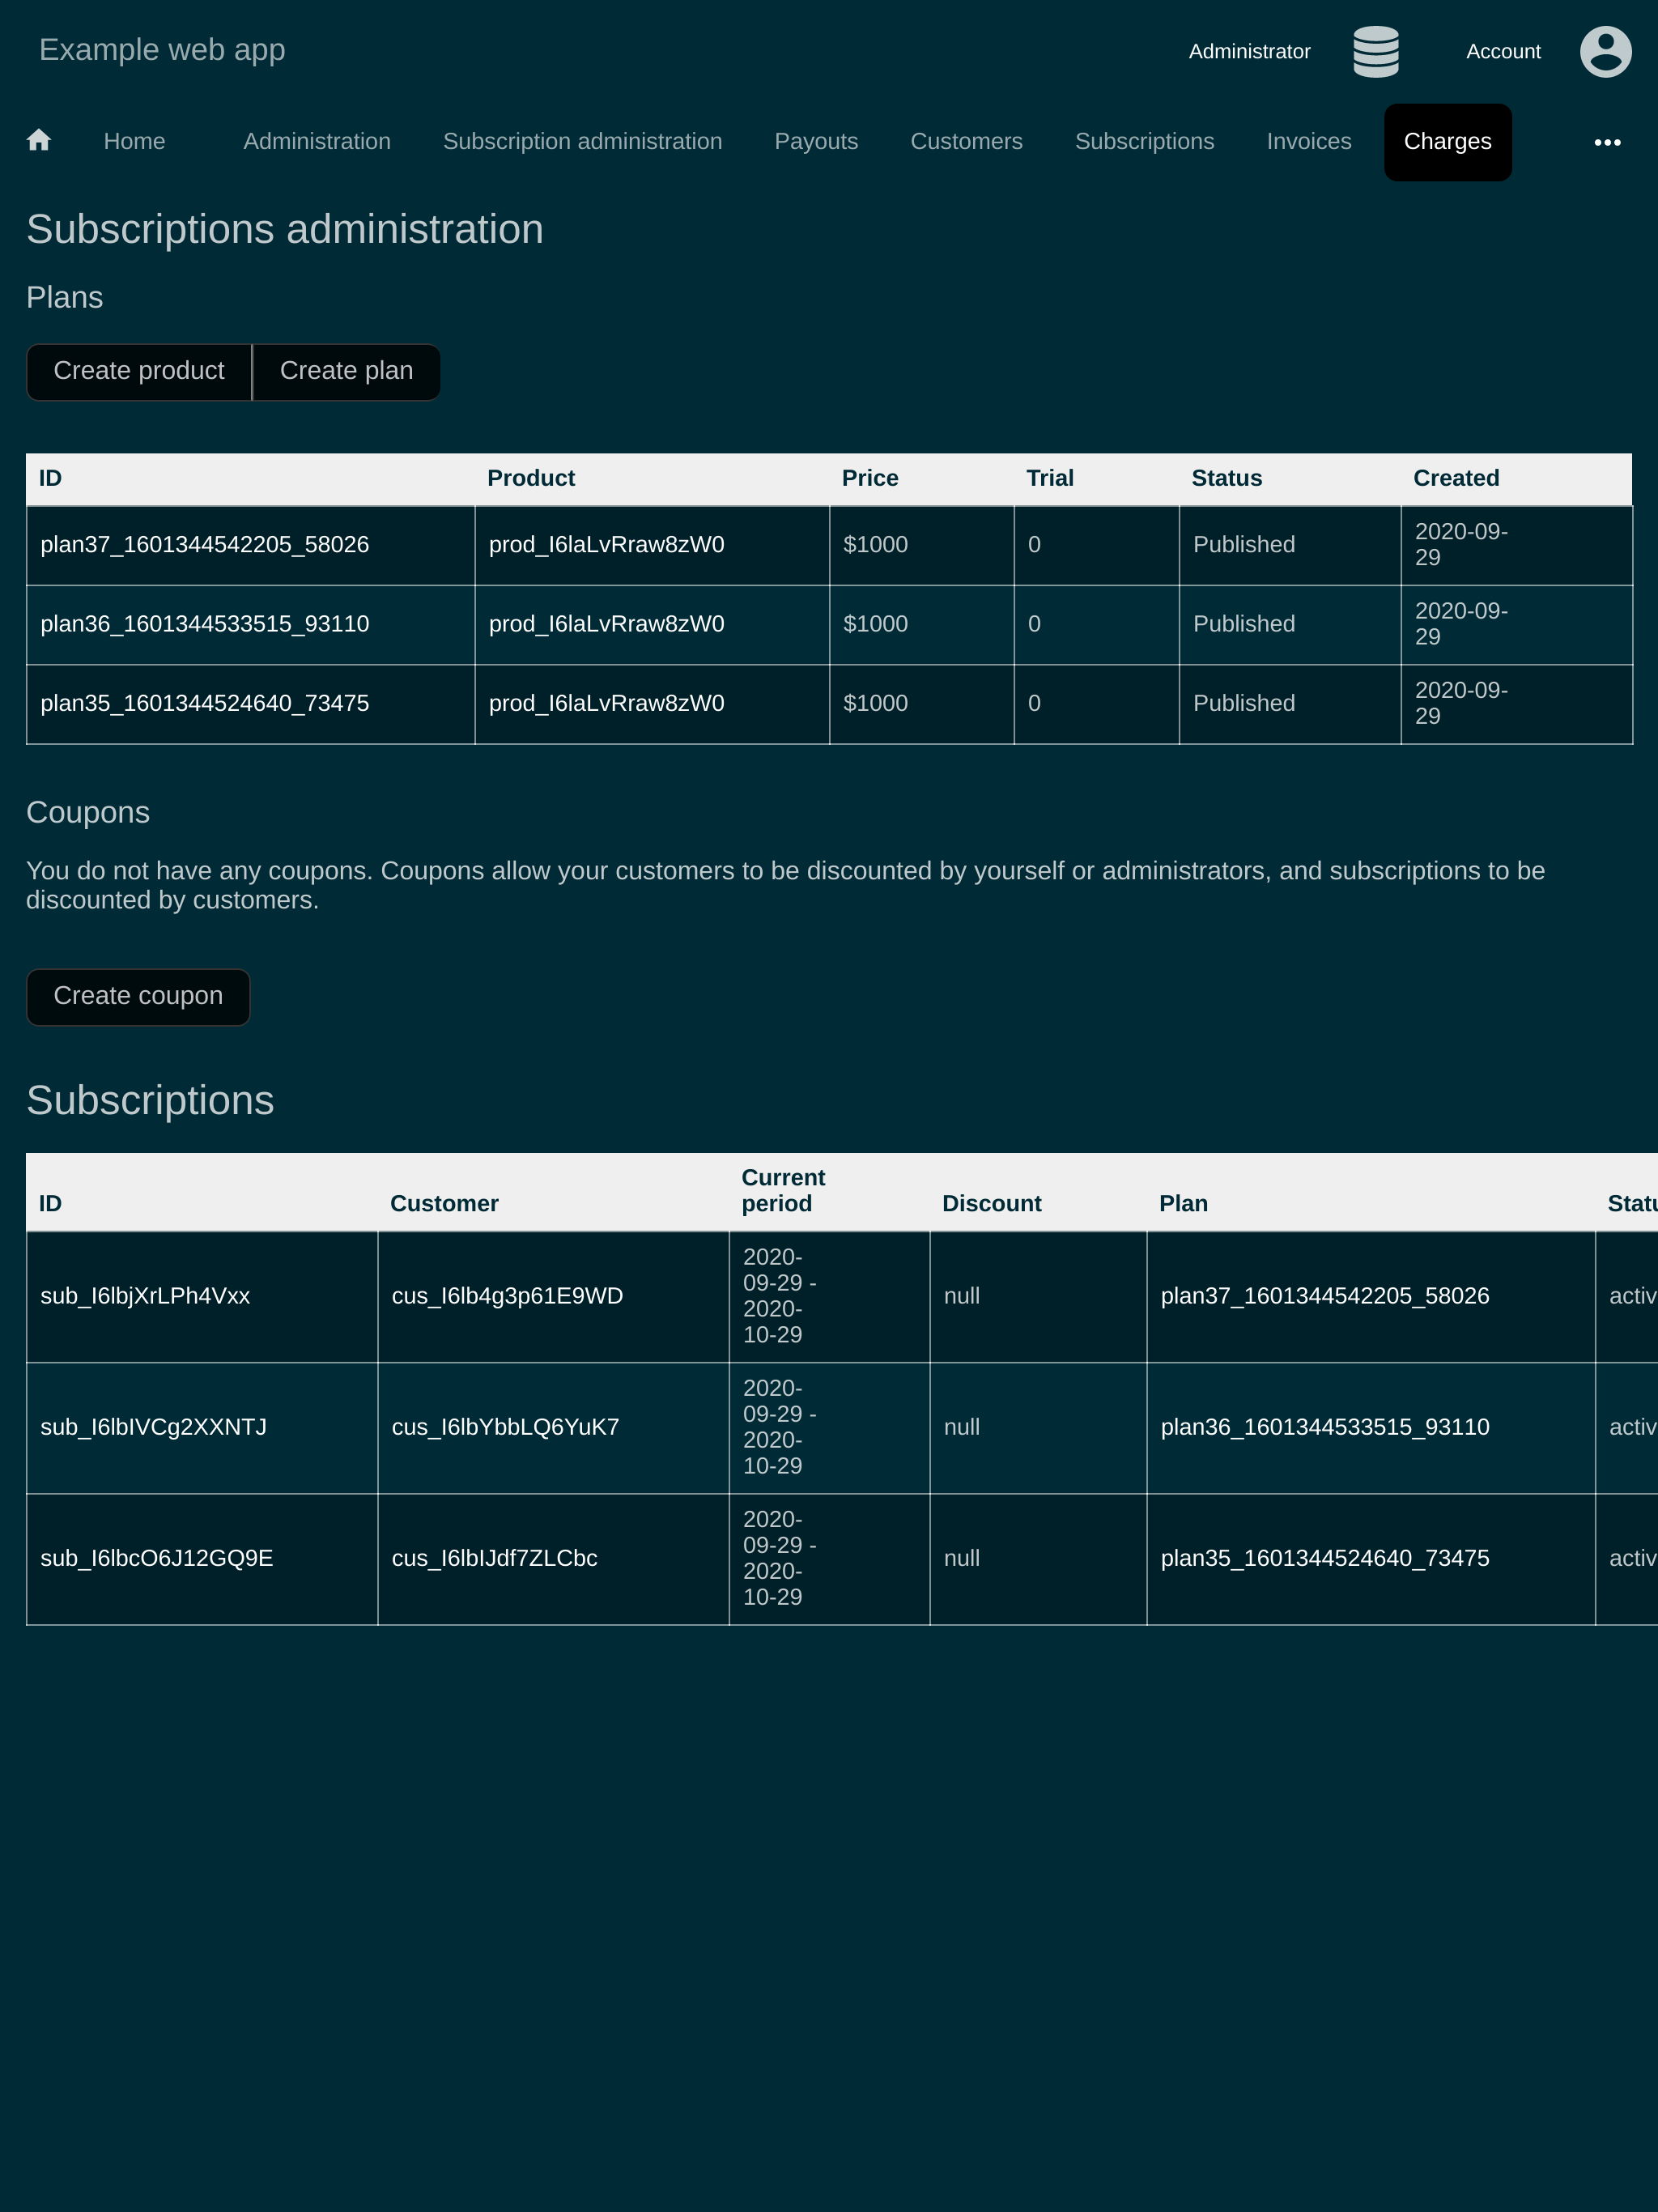 Example web app
Administrator
Account
Home Administration Subscription administration Payouts Customers Subscriptions Invoices Charges
Subscriptions administration
Plans
Create product Create plan
ID Product Price Trial Status Created
plan37_1601344542205_58026 prod_I6laLvRraw8zW0 $1000 0 Published 2020-09-
29
plan36_1601344533515_93110 prod_I6laLvRraw8zW0 $1000 0 Published 2020-09-
29
plan35_1601344524640_73475 prod_I6laLvRraw8zW0 $1000 0 Published 2020-09-
29
Coupons
You do not have any coupons. Coupons allow your customers to be discounted by yourself or administrators, and subscriptions to be
discounted by customers.
Create coupon
Subscriptions
ID Customer Current
period Discount Plan Statu
sub_I6lbjXrLPh4Vxx cus_I6lb4g3p61E9WD 2020-
09-29 -
2020-
10-29 null plan37_1601344542205_58026 activ
sub_I6lbIVCg2XXNTJ cus_I6lbYbbLQ6YuK7 2020-
09-29 -
2020-
10-29 null plan36_1601344533515_93110 activ
sub_I6lbcO6J12GQ9E cus_I6lbIJdf7ZLCbc 2020-
09-29 -
2020-
10-29 null plan35_1601344524640_73475 activ